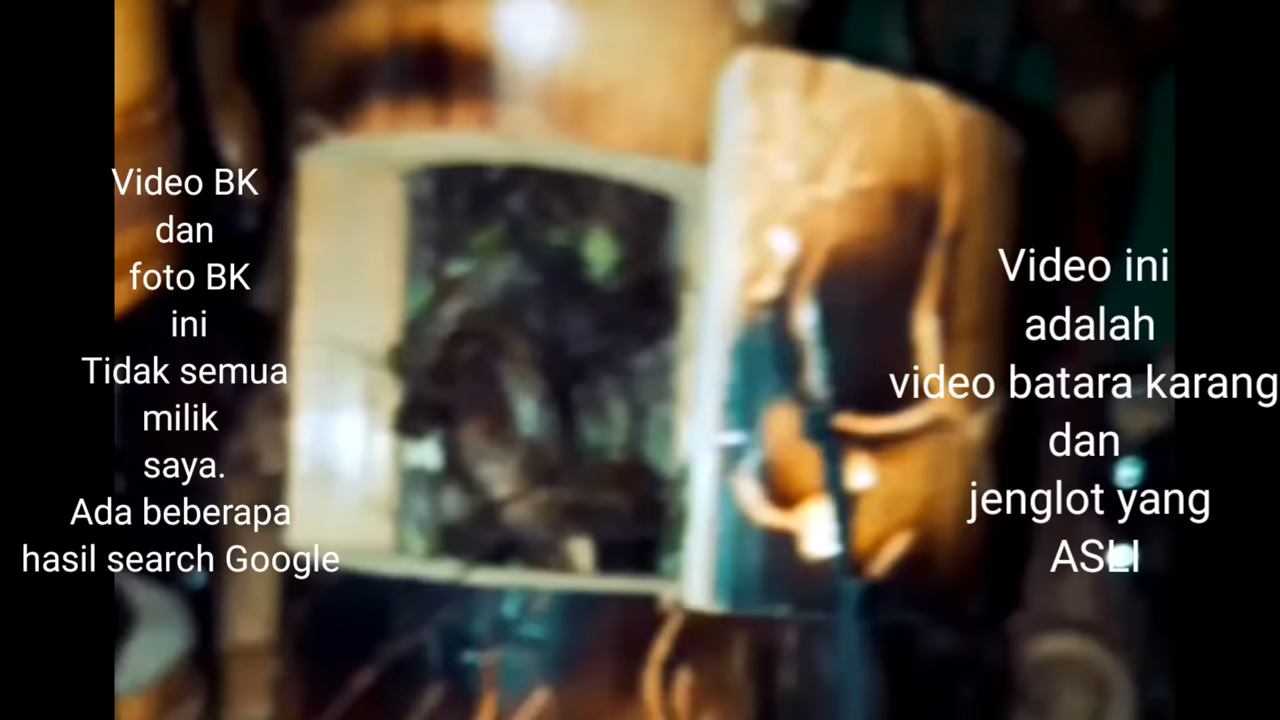 Video BK
dan
foto BK
ini
Tidak semua
milik
saya.
Ada beberapa
hasil search Google
Video ini
adalah
video batara karang
dan
jenglot yang
ASLI